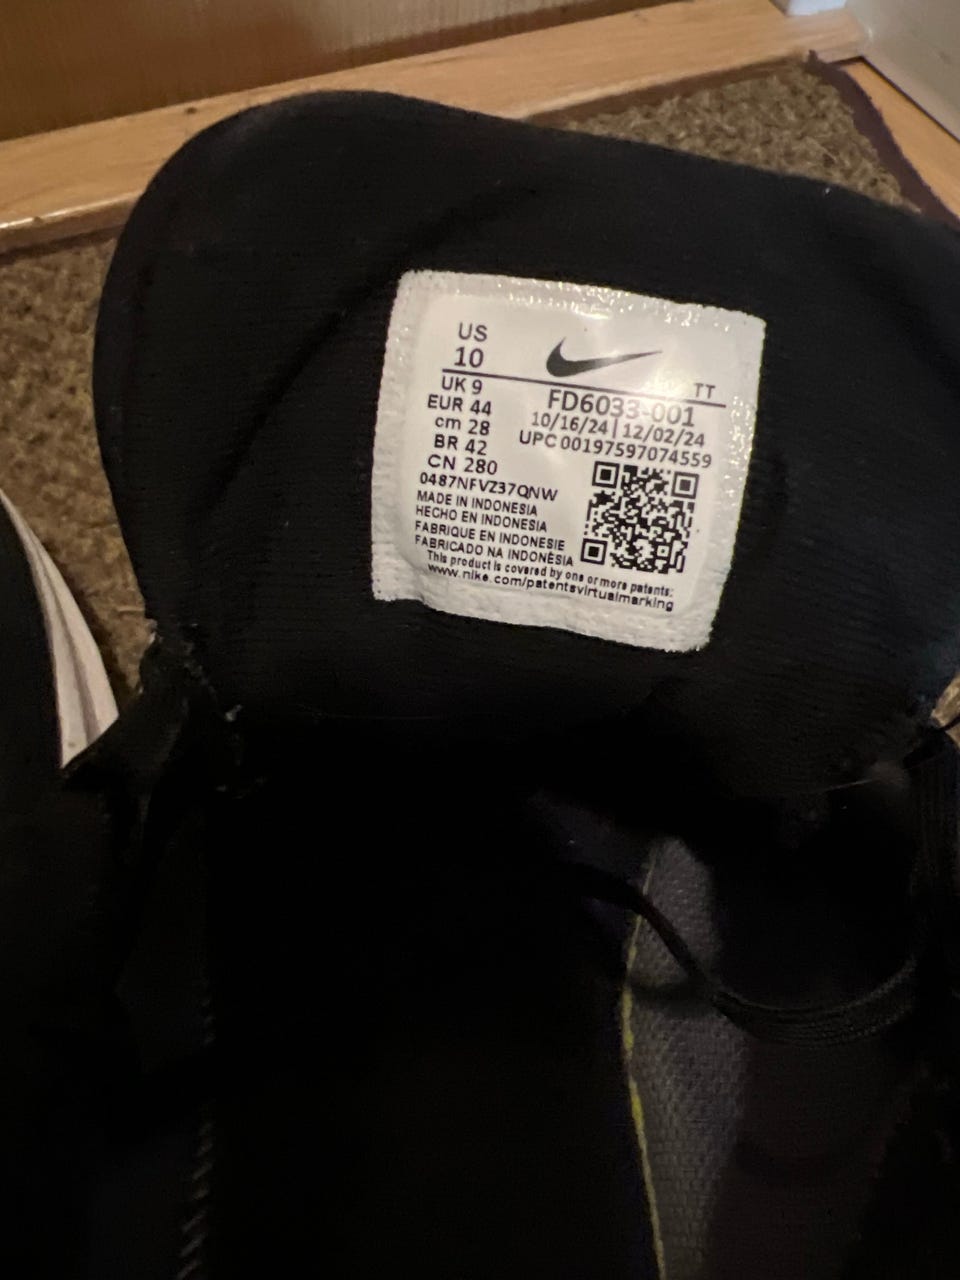 US
10
TT
UK 9
EUR 44
cm 28
BR 42
CN 280
FD6033-001
10/16/24 | 12/02/24
UPC 00197597074559
0487NFVZ37QNW
MADE IN INDONESIA
HECHO EN INDONESIA
FABRIQUE EN INDONESIE
FABRICADO NA INDONÉSIA
This product is covered by one or more patents:
www.nike.com/patentsvirtualmarking